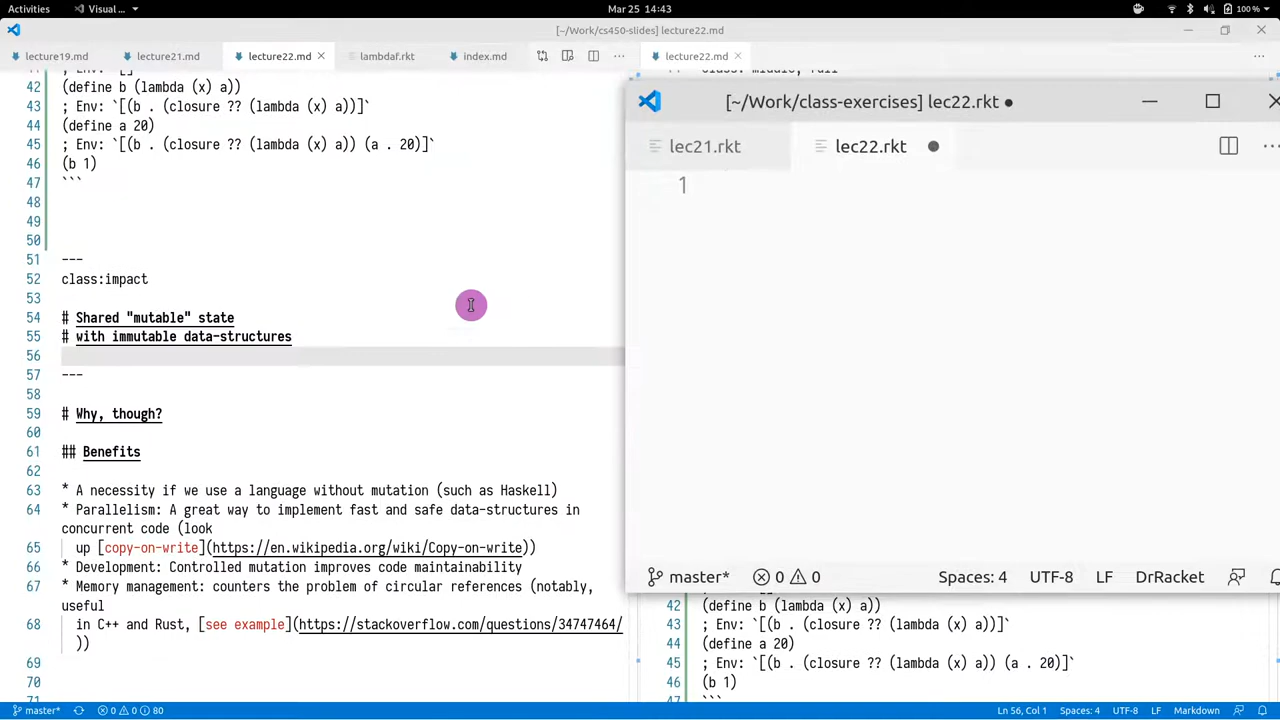 Activities
Visual ...
Mar 25 14:43
100 %
[~/Work/cs450-slides] lecture22.md
lecture19.md
lecture21.md
lecture22.md
lambdaf.rkt
index.md
lecture22.md
42 (define b (lambda (x) a))
43 ; Env: `[(b . (closure ?? (lambda (x) a))]`
44 (define a 20)
45 ; Env: `[(b . (closure ?? (lambda (x) a)) (a . 20)]`
46 (b 1)
47 ```
48
49
50
51 ---
52 class:impact
53
54 # Shared "mutable" state
55 # with immutable data-structures
56
57 ---
58
59 # Why, though?
60
61 ## Benefits
62
63 * A necessity if we use a language without mutation (such as Haskell)
64 * Parallelism: A great way to implement fast and safe data-structures in
concurrent code (look
65 up [copy-on-write](https://en.wikipedia.org/wiki/Copy-on-write))
66 * Development: Controlled mutation improves code maintainability
67 * Memory management: counters the problem of circular references (notably,
useful
68 in C++ and Rust, [see example](https://stackoverflow.com/questions/34747464/
))
69
70
[~/Work/class-exercises] lec22.rkt ●
lec21.rkt
lec22.rkt
1
master*
0 0
Spaces: 4
UTF-8
LF
DrRacket
42 (define b (lambda (x) a))
43 ; Env: `[(b . (closure ?? (lambda (x) a))]`
44 (define a 20)
45 ; Env: `[(b . (closure ?? (lambda (x) a)) (a . 20)]`
46 (b 1)
master*
0 0 80
Ln 56, Col 1
Spaces: 4
UTF-8
LF
Markdown